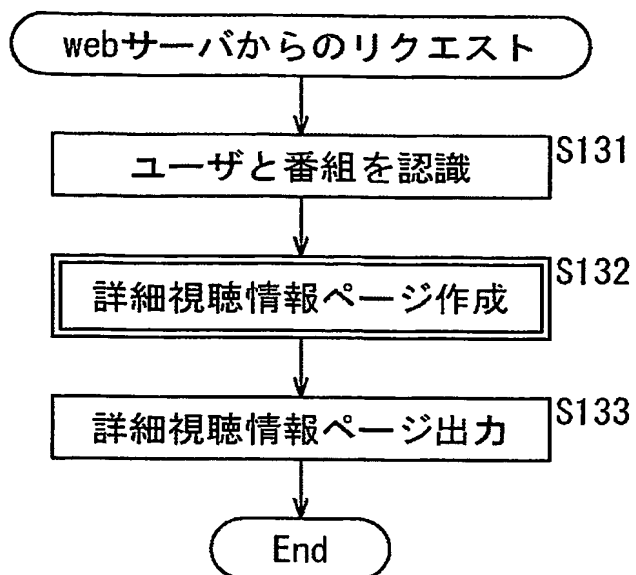 webサーバからのリクエスト
ユーザと番組を認識 S131
詳細視聴情報ページ作成 S132
詳細視聴情報ページ出力 S133
End